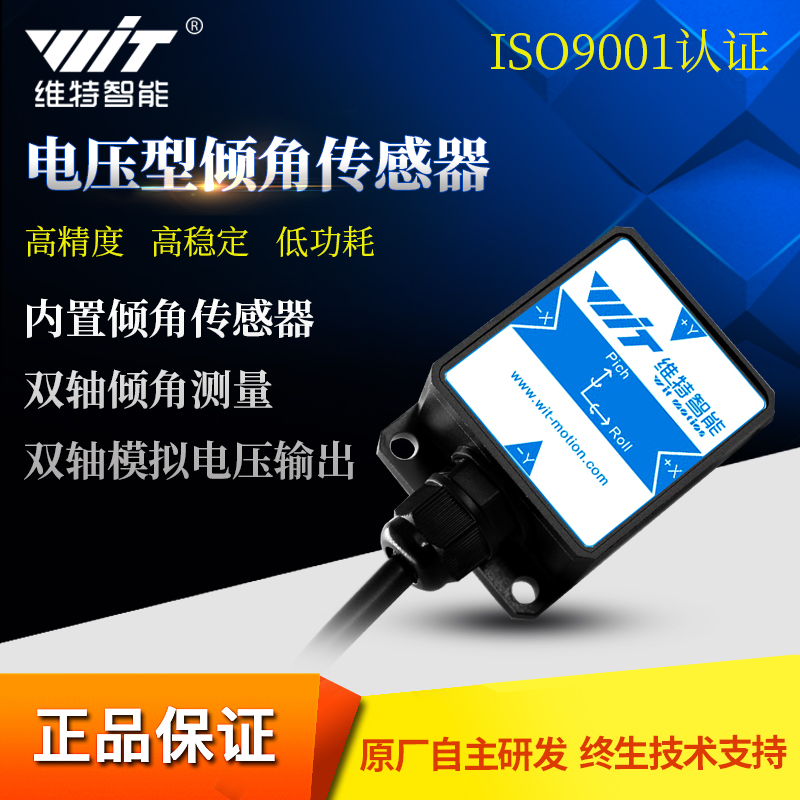 WIT®
维特智能
ISO9001认证
电压型倾角传感器
高精度 高稳定 低功耗
内置倾角传感器
双轴倾角测量
双轴模拟电压输出
WIT
维特智能
Wit motion
-X
+Y
Pich
Roll
www.wit-motion.com
-Y
+X
正品保证
原厂自主研发 终生技术支持